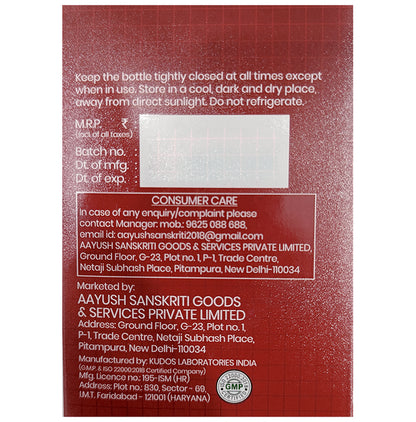 Keep the bottle tightly closed at all times except
when in use. Store in a cool, dark and dry place,
away from direct sunlight. Do not refrigerate.
M.R.P. ₹ :
(Incl. of all taxes)
Batch no. :
Dt. of mfg. :
Dt. of exp. :
CONSUMER CARE
In case of any enquiry/complaint please
contact Manager: mob.: 9625 088 688,
email id: aayushsanskriti2018@gmail.com
AAYUSH SANSKRITI GOODS & SERVICES PRIVATE LIMITED,
Ground Floor, G-23, Plot no. 1, P-1, Trade Centre,
Netaji Subhash Place, Pitampura, New Delhi-110034
Marketed by:
AAYUSH SANSKRITI GOODS
& SERVICES PRIVATE LIMITED
Address: Ground Floor, G-23, Plot no. 1,
P-1, Trade Centre, Netaji Subhash Place,
Pitampura, New Delhi-110034
Manufactured by: KUDOS LABORATORIES INDIA
(G.M.P. & ISO 22000:2018 Certified Company)
Mfg. Licence no.: 195-ISM (HR)
Address: Plot no.: 830, Sector - 69,
I.M.T, Faridabad - 121001 (HARYANA)
GMP
CERTIFIED